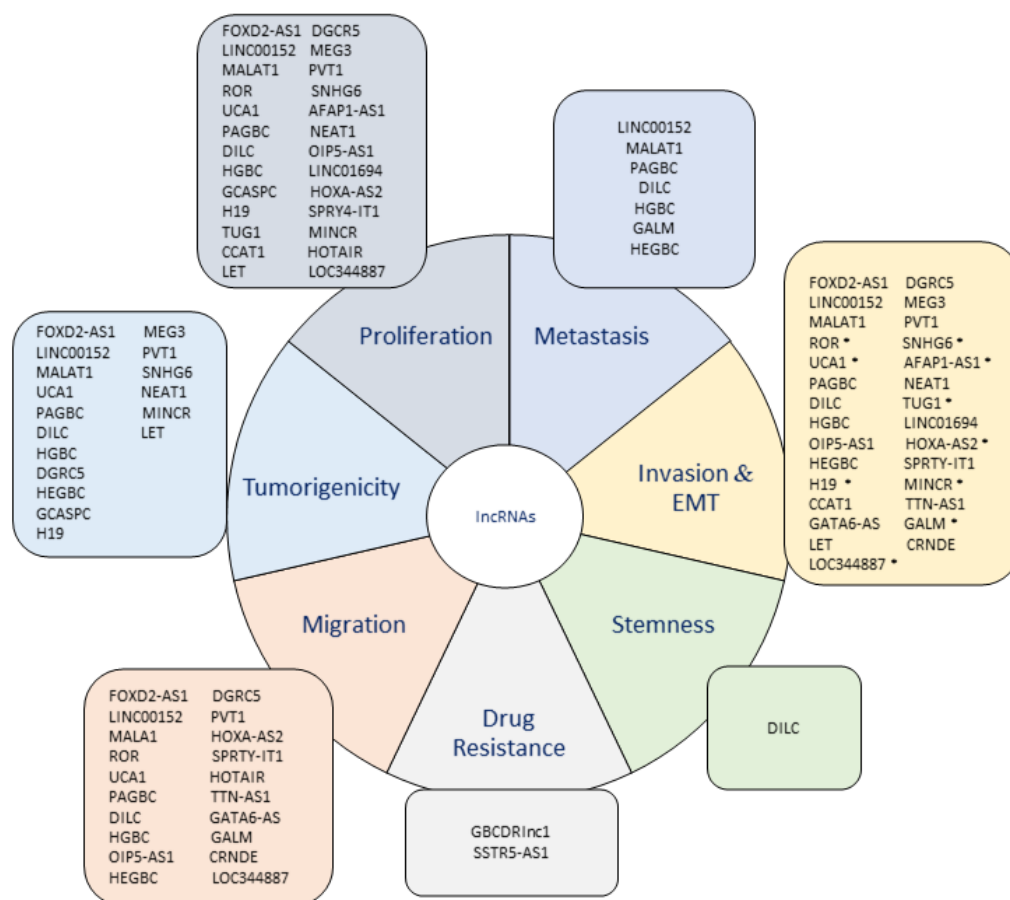 FOXD2-AS1 DGCR5
LINC00152 MEG3
MALAT1 PVT1
ROR SNHG6
UCA1 AFAP1-AS1
PAGBC NEAT1
DILC OIP5-AS1
HGBC LINC01694
GCASPC HOXA-AS2
H19 SPRY4-IT1
TUG1 MINCR
CCAT1 HOTAIR
LET LOC344887
LINC00152
MALAT1
PAGBC
DILC
HGBC
GALM
HEGBC
FOXD2-AS1 DGRC5
LINC00152 MEG3
MALAT1 PVT1
ROR * SNHG6 *
UCA1 * AFAP1-AS1 *
PAGBC NEAT1
DILC TUG1 *
HGBC LINC01694
OIP5-AS1 HOXA-AS2 *
HEGBC SPRTY-IT1
H19 * MINCR *
CCAT1 TTN-AS1
GATA6-AS GALM *
LET CRNDE
LOC344887 *
FOXD2-AS1 MEG3
LINC00152 PVT1
MALAT1 SNHG6
UCA1 NEAT1
PAGBC MINCR
DILC LET
HGBC
DGRC5
HEGBC
GCASPC
H19
Proliferation
Metastasis
Tumorigenicity
Invasion &
EMT
lncRNAs
Migration
Stemness
Drug
Resistance
FOXD2-AS1 DGRC5
LINC00152 PVT1
MALA1 HOXA-AS2
ROR SPRTY-IT1
UCA1 HOTAIR
PAGBC TTN-AS1
DILC GATA6-AS
HGBC GALM
OIP5-AS1 CRNDE
HEGBC LOC344887
GBCDRlnc1
SSTR5-AS1
DILC